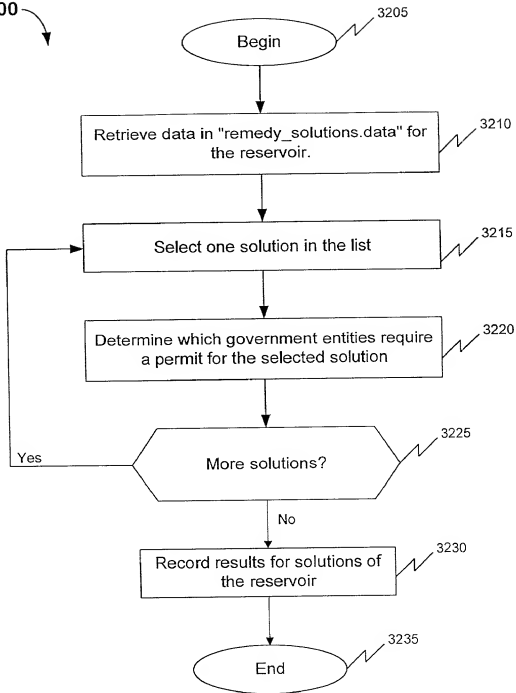 00
3205
Begin
3210
Retrieve data in "remedy_solutions.data" for
the reservoir.
3215
Select one solution in the list
3220
Determine which government entities require
a permit for the selected solution
3225
More solutions?
Yes
No
3230
Record results for solutions of
the reservoir
3235
End